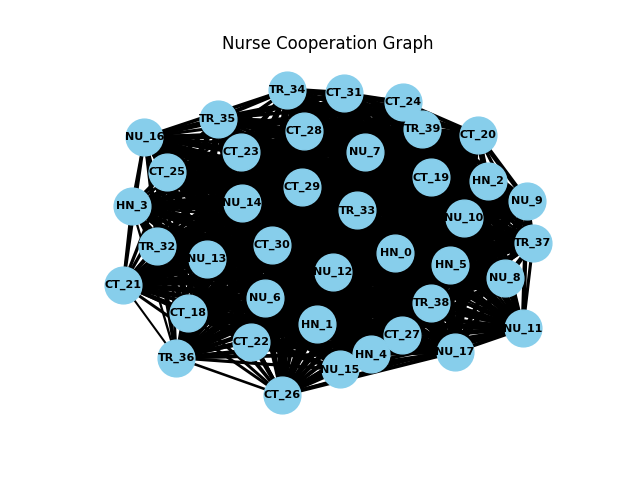 Nurse Cooperation Graph
TR_34
CT_31
CT_24
TR_35
TR_39
CT_28
CT_20
NU_16
CT_23
NU_7
CT_25
CT_19
HN_2
CT_29
NU_9
NU_14
HN_3
TR_33
NU_10
TR_37
TR_32
CT_30
HN_0
NU_13
HN_5
NU_12
NU_8
CT_21
NU_6
TR_38
CT_18
HN_1
NU_11
CT_27
CT_22
NU_17
HN_4
TR_36
NU_15
CT_26